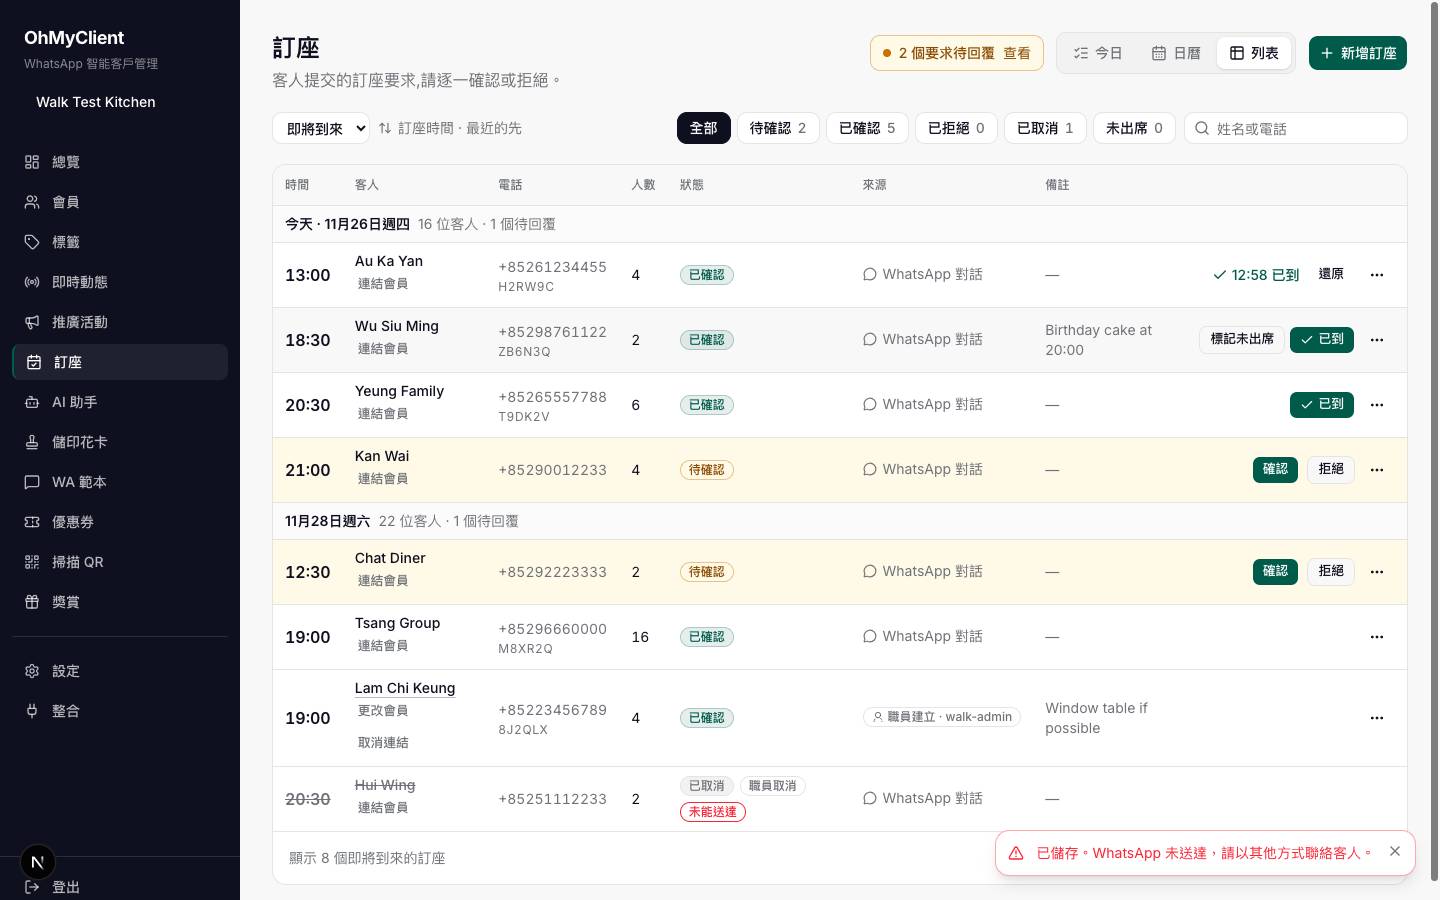 OhMyClient
WhatsApp 智能客戶管理
Walk Test Kitchen
總覽
會員
標籤
即時動態
推廣活動
訂座
AI 助手
儲印花卡
WA 範本
優惠券
掃描 QR
獎賞
設定
整合
N
登出
訂座
客人提交的訂座要求,請逐一確認或拒絕。
2 個要求待回覆 查看
今日 日曆 列表
新增訂座
即將到來 訂座時間 · 最近的先
全部 待確認 2 已確認 5 已拒絕 0 已取消 1 未出席 0 姓名或電話
時間 客人 電話 人數 狀態 來源 備註
今天 · 11月26日週四 16 位客人 · 1 個待回覆
13:00 Au Ka Yan 連結會員 +85261234455 H2RW9C 4 已確認 WhatsApp 對話 — 12:58 已到 還原 ···
18:30 Wu Siu Ming 連結會員 +85298761122 ZB6N3Q 2 已確認 WhatsApp 對話 Birthday cake at 20:00 標記未出席 已到 ···
20:30 Yeung Family 連結會員 +85265557788 T9DK2V 6 已確認 WhatsApp 對話 — 已到 ···
21:00 Kan Wai 連結會員 +85290012233 4 待確認 WhatsApp 對話 — 確認 拒絕 ···
11月28日週六 22 位客人 · 1 個待回覆
12:30 Chat Diner 連結會員 +85292223333 2 待確認 WhatsApp 對話 — 確認 拒絕 ···
19:00 Tsang Group 連結會員 +85296660000 M8XR2Q 16 已確認 WhatsApp 對話 — ···
19:00 Lam Chi Keung 更改會員 取消連結 +85223456789 8J2QLX 4 已確認 職員建立 · walk-admin Window table if possible ···
20:30 Hui Wing 連結會員 +85251112233 2 已取消 職員取消 未能送達 WhatsApp 對話 —
顯示 8 個即將到來的訂座
已儲存。WhatsApp 未送達，請以其他方式聯絡客人。